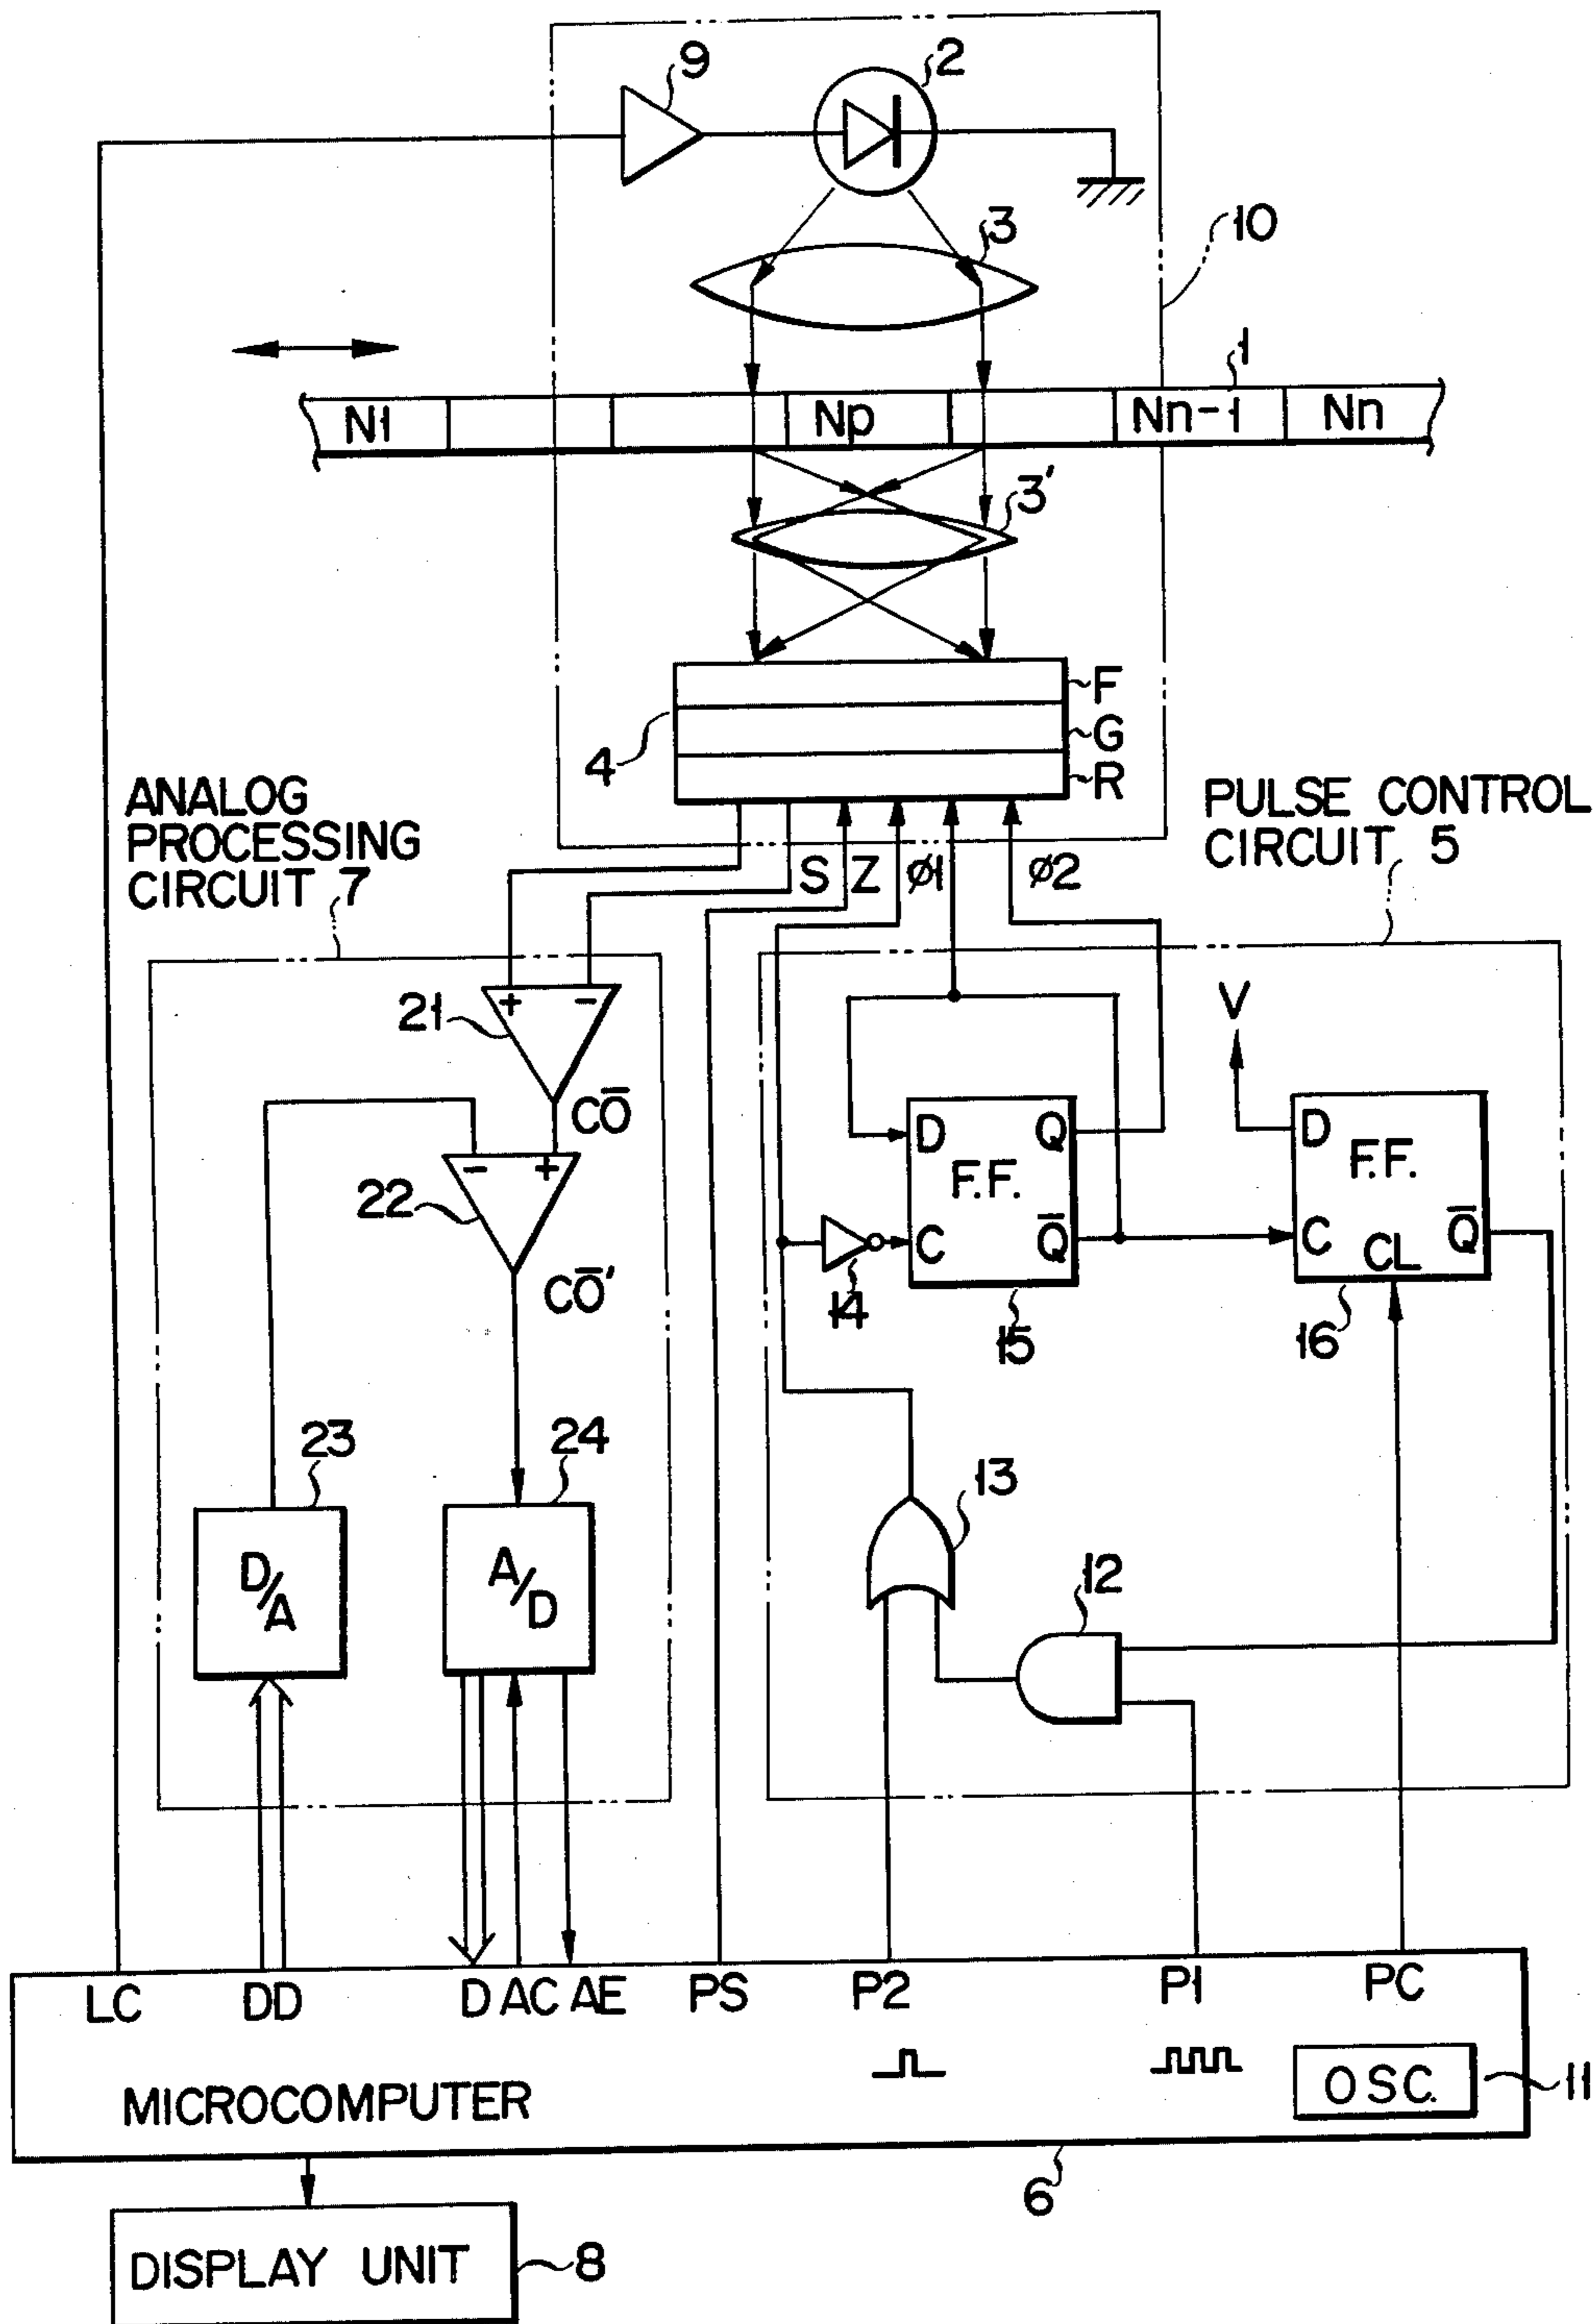 9
2
3
10
1
N1
Np
Nn-1
Nn
3'
F
4
G
R
ANALOG
PROCESSING
CIRCUIT 7
PULSE CONTROL
CIRCUIT 5
S
Z
ø1
ø2
+
-
21
V
CO̅
D
Q
F.F.
C
Q̅
D
F.F.
C
CL
Q̅
-
+
22
CO̅'
14
15
16
23
24
13
D/A
A/D
12
LC
DD
D
AC
AE
PS
P2
P1
PC
MICROCOMPUTER
OSC.
11
6
DISPLAY UNIT
8